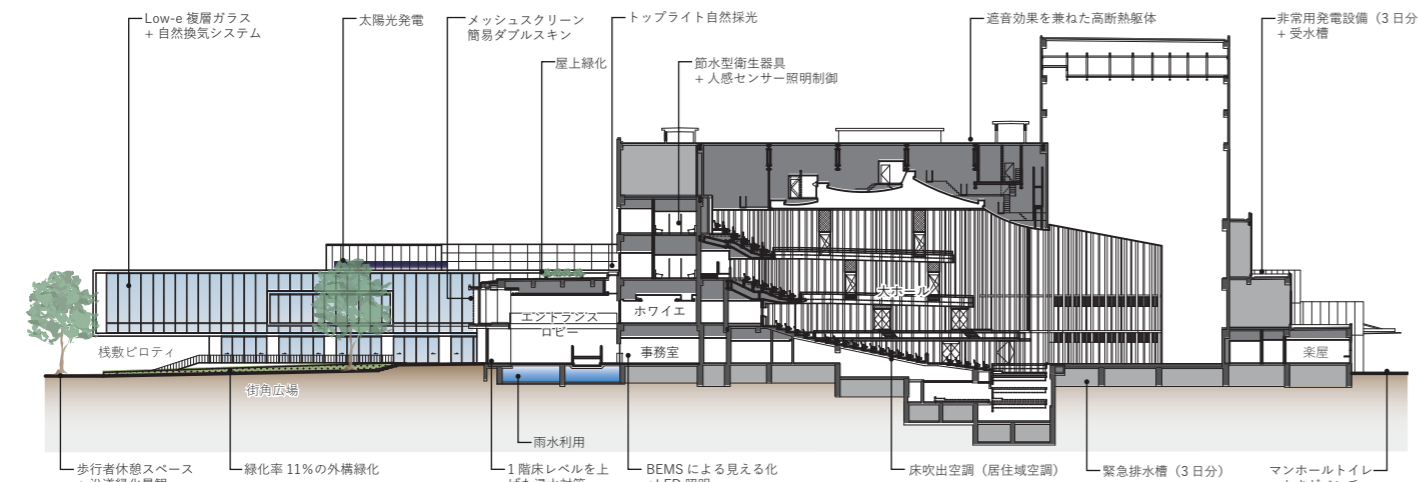 Low-e 複層ガラス
+ 自然換気システム
太陽光発電
メッシュスクリーン
簡易ダブルスキン
トップライト自然採光
屋上緑化
節水型衛生器具
+ 人感センサー照明制御
遮音効果を兼ねた高断熱躯体
非常用発電設備（3 日分
+ 受水槽
大ホール
ホワイエ
エントランス
ロビー
事務室
桟敷ピロティ
楽屋
街角広場
雨水利用
歩行者休憩スペース
緑化率 11%の外構緑化
1 階床レベルを上
BEMS による見える化
床吹出空調（居住域空調）
緊急排水槽（3 日分）
マンホールトイレ